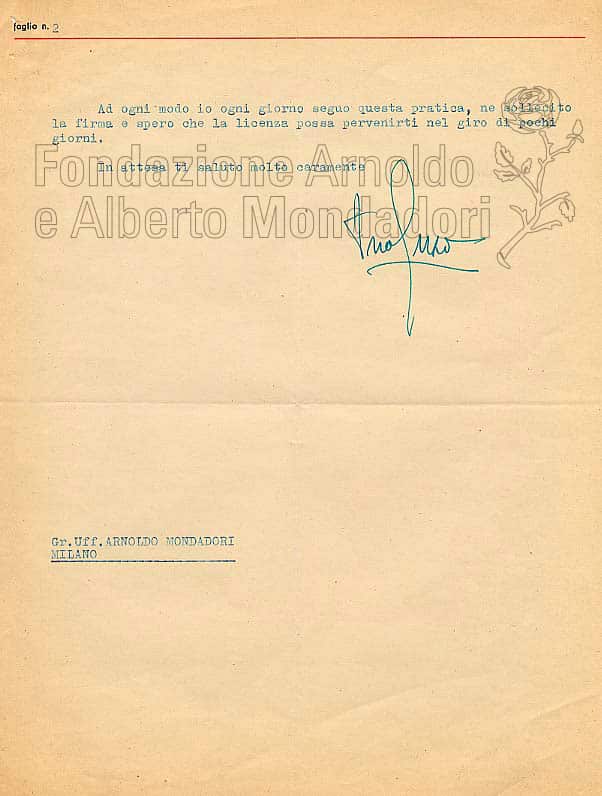 foglio n. 2
Ad ogni modo io ogni giorno seguo questa pratica, ne sollecito
la firma e spero che la licenza possa pervenirti nel giro di pochi
giorni.
In attesa ti saluto molto caramente
Fondazione Arnoldo
e Alberto Mondadori
Gr.Uff.ARNOLDO MONDADORI
MILANO